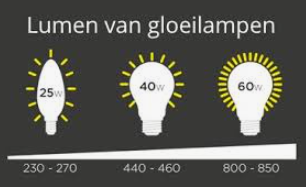 Lumen van gloeilampen
25W
40W
60W
230 - 270
440 - 460
800 - 850